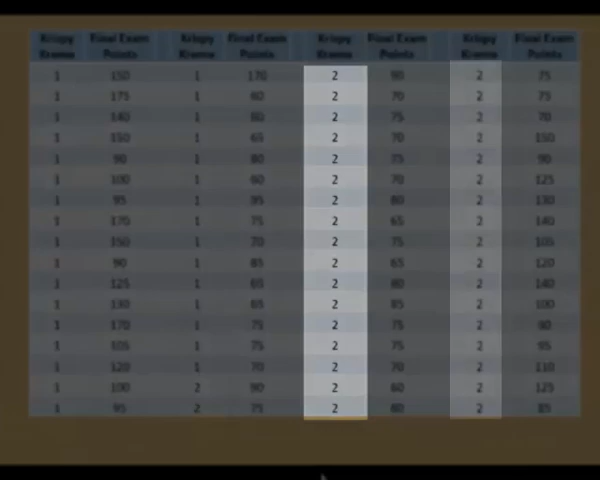 Krispy Kreme Final Exam Points Krispy Kreme Final Exam Points Krispy Kreme Final Exam Points Krispy Kreme Final Exam Points
1 150 1 170 2 90 2 75
1 175 1 60 2 70 2 75
1 140 1 2 75 2 70
1 150 1 65 2 70 2 150
1 90 1 80 2 75 2 90
1 100 1 60 2 70 2 125
1 95 1 95 2 80 2 130
1 170 1 75 2 65 2 140
1 150 1 70 2 75 2 105
1 90 1 85 2 65 2 120
1 125 1 65 2 80 2 140
1 130 1 65 2 85 2 100
1 170 1 75 2 75 2 90
1 105 1 75 2 75 2 95
1 120 1 70 2 70 2 110
1 100 2 90 2 60 2 125
1 95 2 75 2 80 2 85